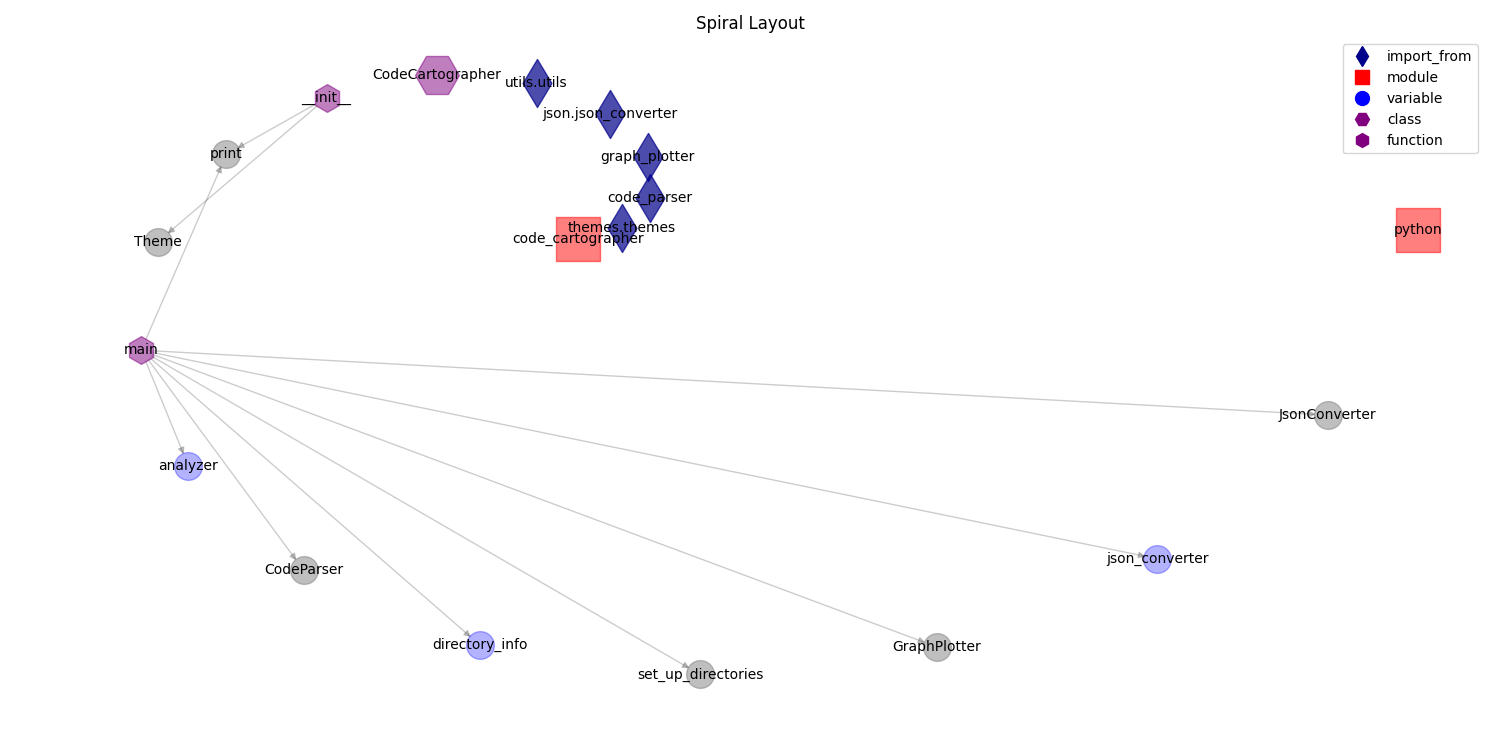 Spiral Layout
import_from
module
variable
class
function
CodeCartographer
utils.utils
__init__
json.json_converter
print
graph_plotter
code_parser
themes.themes
code_cartographer
python
Theme
main
JsonConverter
analyzer
json_converter
CodeParser
directory_info
GraphPlotter
set_up_directories